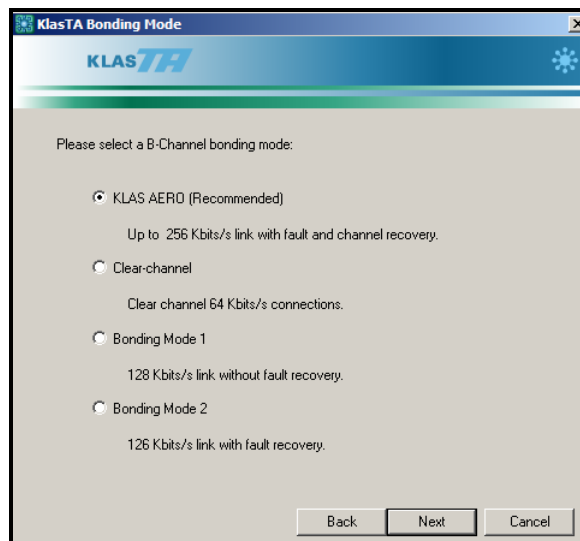 KlasTA Bonding Mode
KLAS TA
Please select a B-Channel bonding mode:
KLAS AERO (Recommended)
Up to 256 Kbits/s link with fault and channel recovery.
Clear-channel
Clear channel 64 Kbits/s connections.
Bonding Mode 1
128 Kbits/s link without fault recovery.
Bonding Mode 2
126 Kbits/s link with fault recovery.
Back Next Cancel